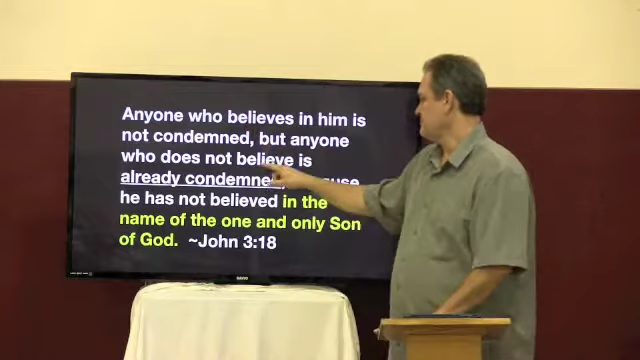 Anyone who believes in him is
not condemned, but anyone
who does not believe is
already condemned
he has not believed in the
name of the one and only Son
of God. ~John 3:18